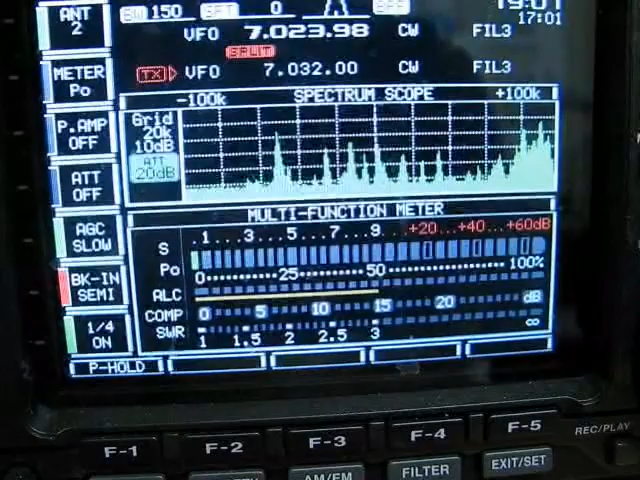 ANT 2
BW 150 SFT 0 BPF
19:01
17:01
VFO 7.023.98 CW FIL3
SPLIT
TX VFO 7.032.00 CW FIL3
METER Po
-100k SPECTRUM SCOPE +100k
P.AMP OFF
Grid
20k
10dB
ATT
20dB
ATT OFF
MULTI-FUNCTION METER
AGC SLOW
S .1...3...5...7...9... +20...+40...+60dB
Po 0 25 50 100%
BK-IN SEMI
ALC
COMP 0 5 10 15 20 dB
1/4 ON
SWR 1 1.5 2 2.5 3 ∞
P-HOLD
F-1 F-2 F-3 F-4 F-5 REC/PLAY
AM/FM FILTER EXIT/SET